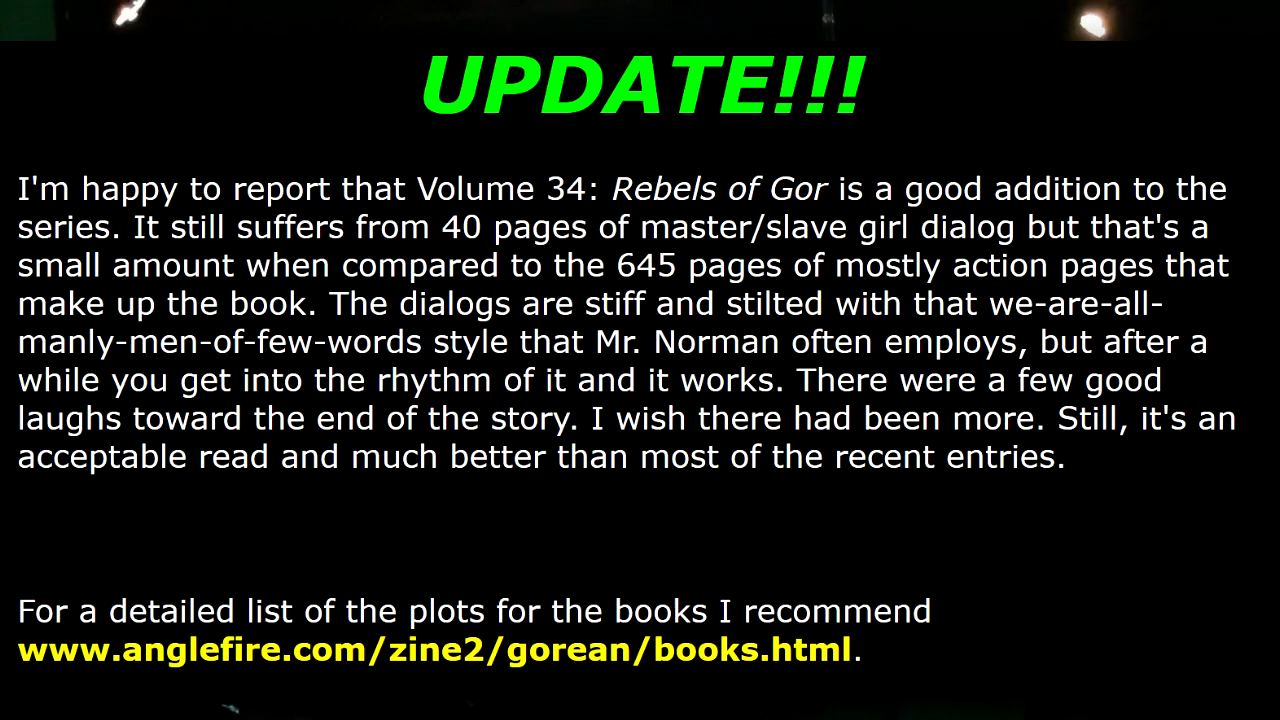 UPDATE!!!
I'm happy to report that Volume 34: Rebels of Gor is a good addition to the
series. It still suffers from 40 pages of master/slave girl dialog but that's a
small amount when compared to the 645 pages of mostly action pages that
make up the book. The dialogs are stiff and stilted with that we-are-all-
manly-men-of-few-words style that Mr. Norman often employs, but after a
while you get into the rhythm of it and it works. There were a few good
laughs toward the end of the story. I wish there had been more. Still, it's an
acceptable read and much better than most of the recent entries.
For a detailed list of the plots for the books I recommend
www.anglefire.com/zine2/gorean/books.html.